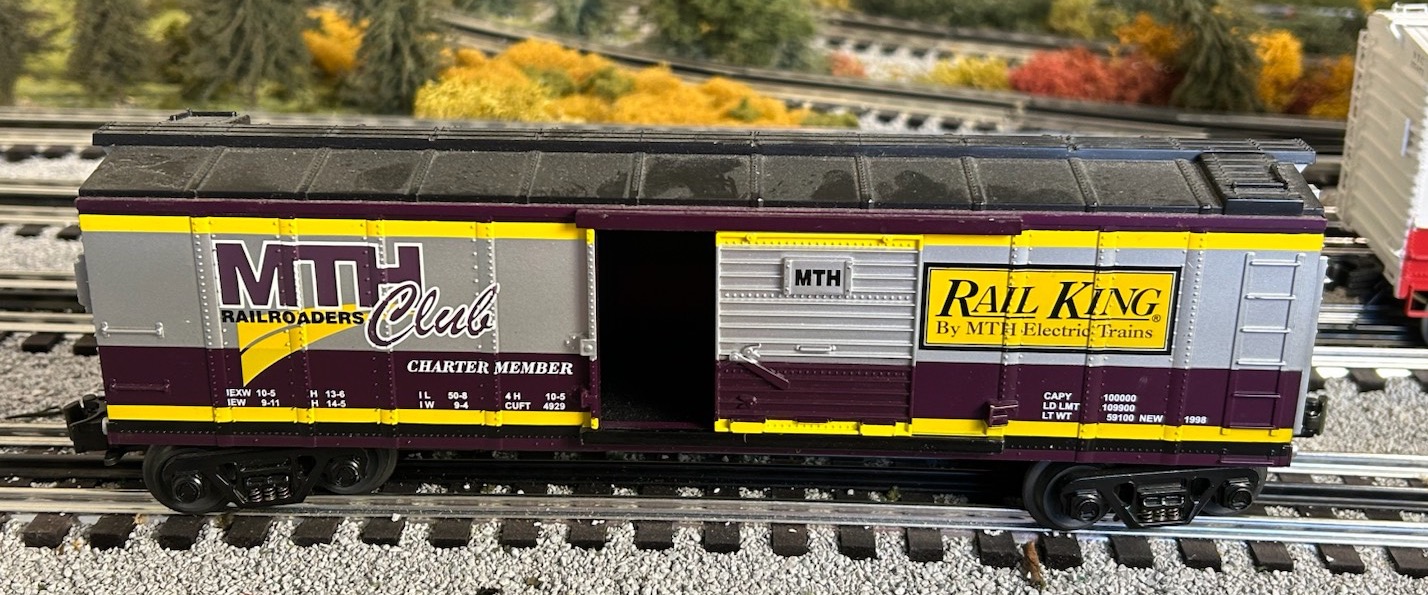 MTH
RAILROADERS Club
CHARTER MEMBER
IEXW 10-5 H 13-6 IL 50-8 4H 10-5
IEW 9-11 H 14-5 IW 9-4 CUFT 4929
MTH
RAIL KING®
By MTH Electric Trains
CAPY 100000
LD LMT 109900
LT WT 59100 NEW 1998